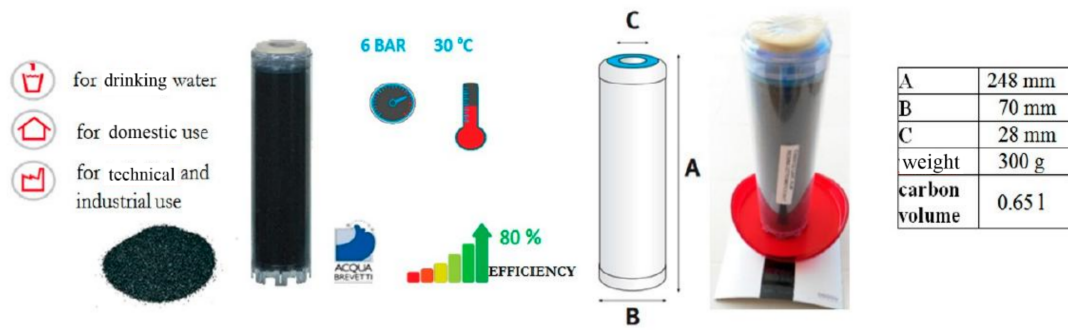 for drinking water
for domestic use
for technical and
industrial use
6 BAR
30 °C
ACQUA
BREVETTI
80 %
EFFICIENCY
C
A
B
A 248 mm
B 70 mm
C 28 mm
weight 300 g
carbon
volume 0.65 l